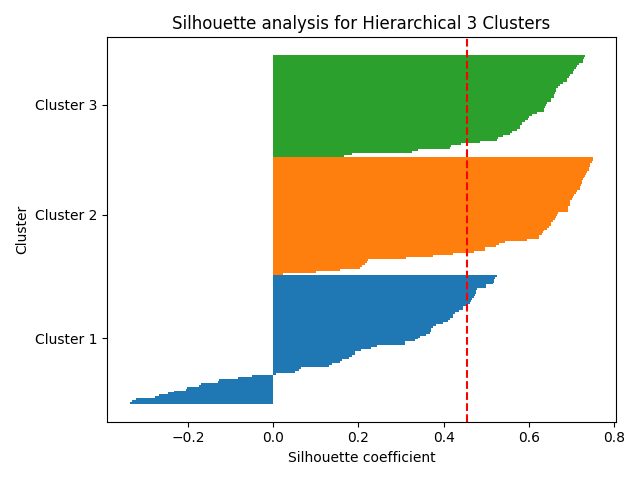 Silhouette analysis for Hierarchical 3 Clusters
Cluster 3
Cluster 2
Cluster 1
Cluster
−0.2 0.0 0.2 0.4 0.6 0.8
Silhouette coefficient